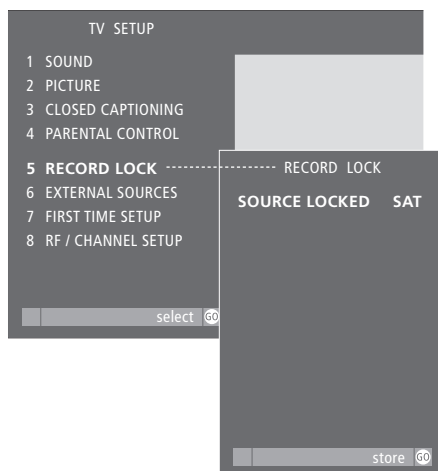 TV SETUP
1 SOUND
2 PICTURE
3 CLOSED CAPTIONING
4 PARENTAL CONTROL
5 RECORD LOCK
6 EXTERNAL SOURCES
7 FIRST TIME SETUP
8 RF / CHANNEL SETUP
select GO
RECORD LOCK
SOURCE LOCKED SAT
store GO